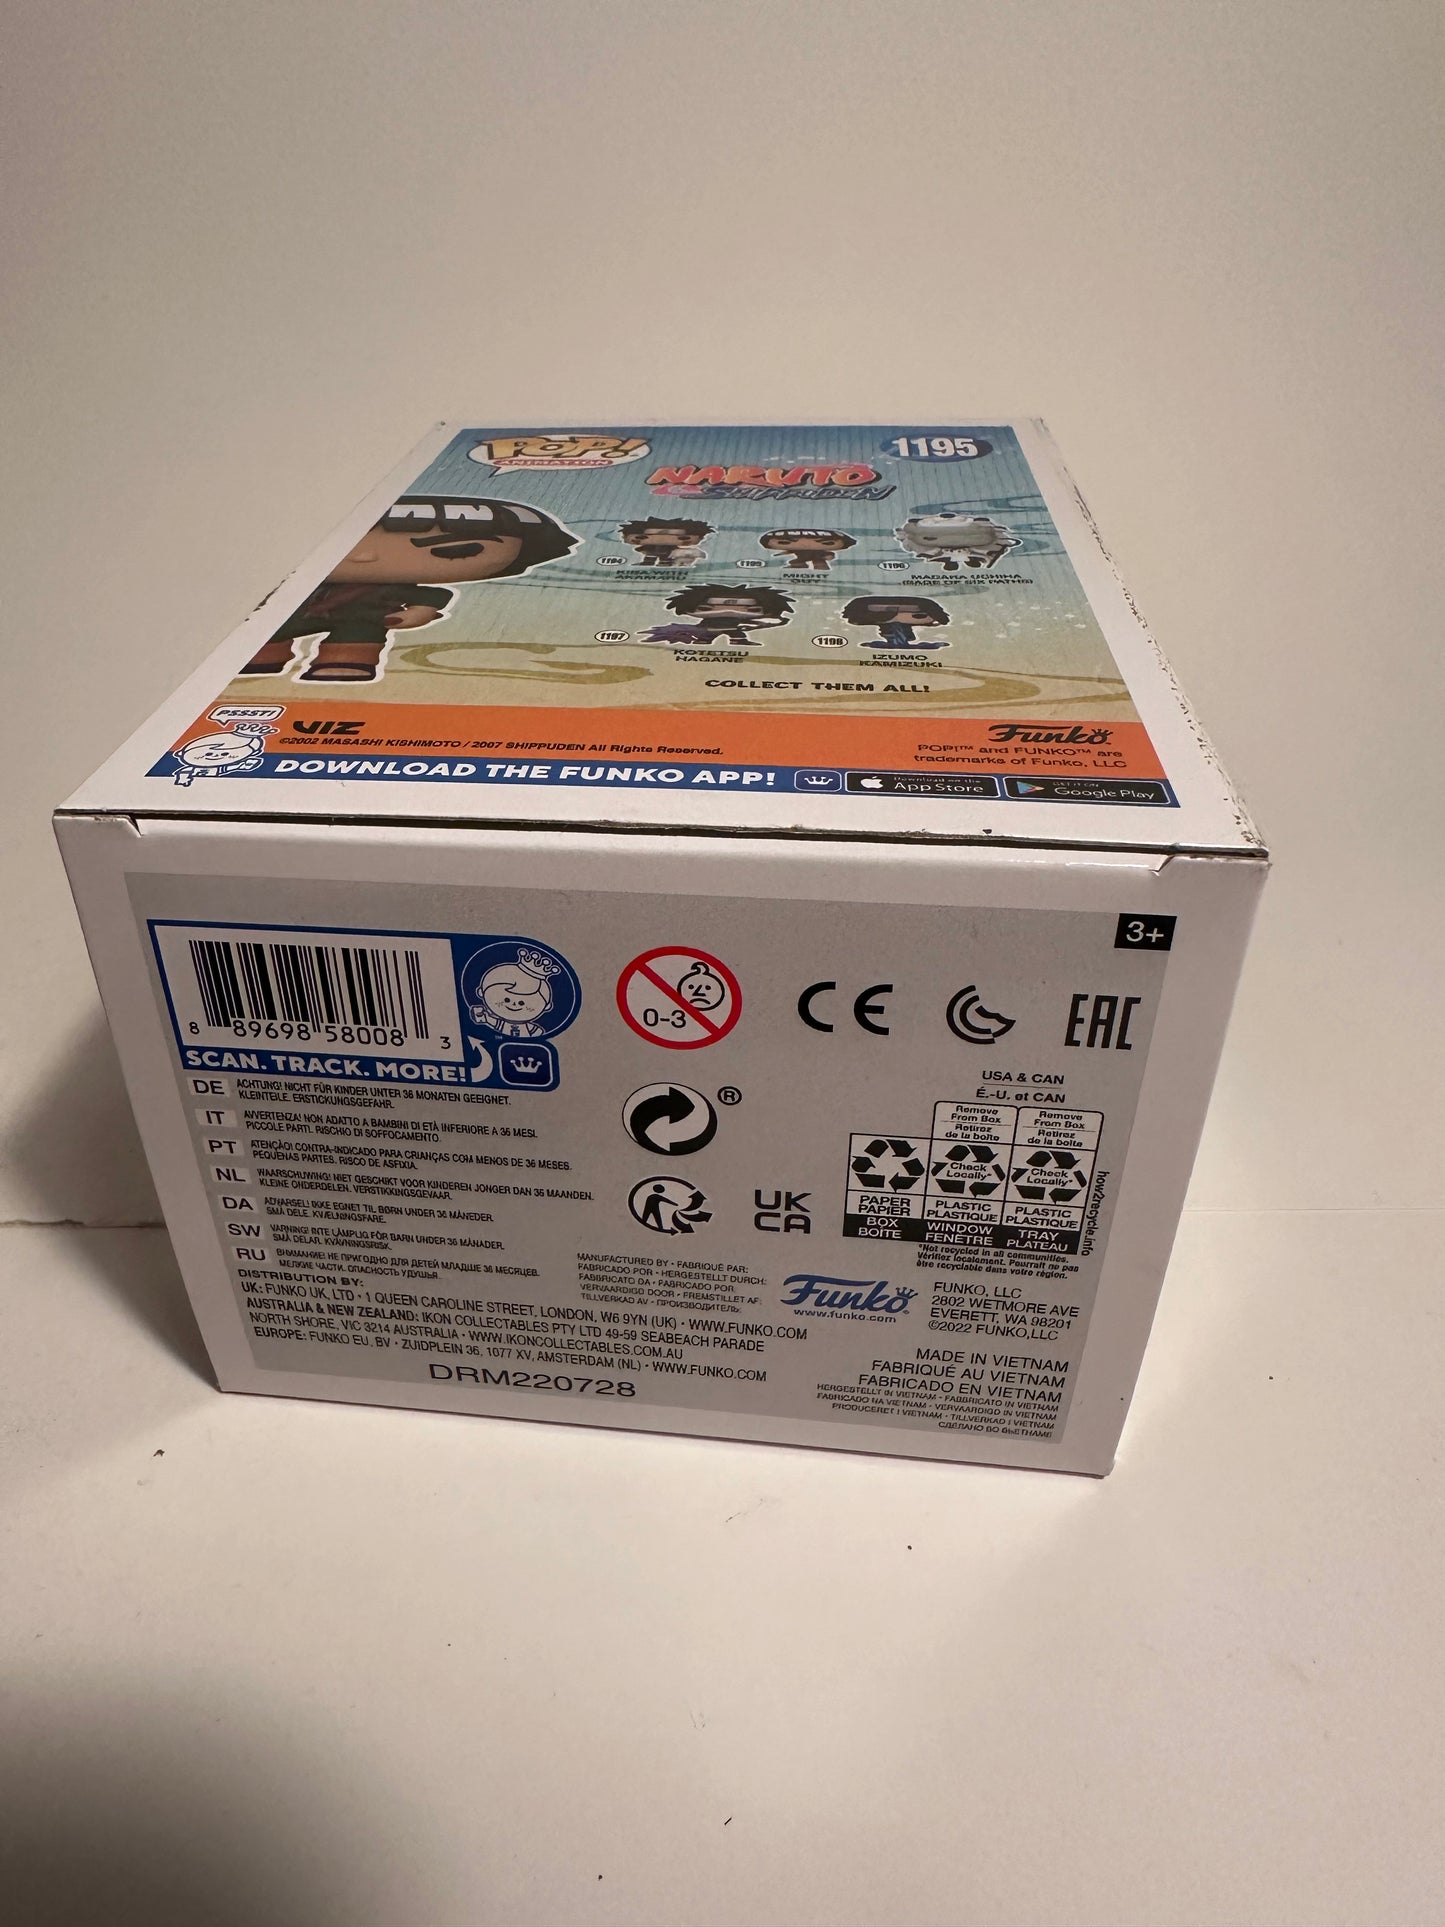 POP!
ANIMATION
1195
NARUTO
SHIPPUDEN
1194
KIBA WITH
AKAMARU
1195
MIGHT
GUY
1196
MADARA UCHIHA
(SAGE OF SIX PATHS)
1197
KOTETSU
HAGANE
1198
IZUMO
KAMIZUKI
COLLECT THEM ALL!
PSSST!
VIZ
©2002 MASASHI KISHIMOTO / 2007 SHIPPUDEN All Rights Reserved.
Funko
POP!™ and FUNKO™ are
trademarks of Funko, LLC
DOWNLOAD THE FUNKO APP!
Download on the
App Store
GET IT ON
Google Play
3+
8 89698 58008 3
SCAN. TRACK. MORE!
0-3
CE
EAC
DE ACHTUNG! NICHT FÜR KINDER UNTER 36 MONATEN GEEIGNET.
KLEINTEILE. ERSTICKUNGSGEFAHR.
IT AVVERTENZA! NON ADATTO A BAMBINI DI ETÀ INFERIORE A 36 MESI.
PICCOLE PARTI. RISCHIO DI SOFFOCAMENTO.
PT ATENÇÃO! CONTRA-INDICADO PARA CRIANÇAS COM MENOS DE 36 MESES.
PEQUENAS PARTES. RISCO DE ASFIXIA.
NL WAARSCHUWING! NIET GESCHIKT VOOR KINDEREN JONGER DAN 36 MAANDEN.
KLEINE ONDERDELEN. VERSTIKKINGSGEVAAR.
DA ADVARSEL! IKKE EGNET TIL BØRN UNDER 36 MÅNEDER.
SMÅ DELE. KVÆLNINGSFARE.
SW VARNING! INTE LÄMPLIG FÖR BARN UNDER 36 MÅNADER.
SMÅ DELAR. KVÄVNINGSRISK.
RU ВНИМАНИЕ! НЕ ПРИГОДНО ДЛЯ ДЕТЕЙ МЛАДШЕ 36 МЕСЯЦЕВ.
МЕЛКИЕ ЧАСТИ. ОПАСНОСТЬ УДУШЬЯ.
®
UK
CA
USA & CAN
É.-U. et CAN
Remove
From Box
Retirez
de la boîte
Remove
From Box
Retirez
de la boîte
Check
Locally*
Check
Locally*
PAPER
PAPIER
PLASTIC
PLASTIQUE
PLASTIC
PLASTIQUE
BOX
BOÎTE
WINDOW
FENÊTRE
TRAY
PLATEAU
how2recycle.info
*Not recycled in all communities.
Vérifiez localement. Pourrait ne pas
être recyclable dans votre région.
MANUFACTURED BY • FABRIQUÉ PAR:
FABRICADO POR • HERGESTELLT DURCH:
FABBRICATO DA • FABRICADO POR
VERVAARDIGD DOOR • FREMSTILLET AF:
TILLVERKAD AV • ПРОИЗВОДИТЕЛЬ:
Funko
www.funko.com
FUNKO, LLC
2802 WETMORE AVE
EVERETT, WA 98201
©2022 FUNKO,LLC
DISTRIBUTION BY:
UK: FUNKO UK, LTD • 1 QUEEN CAROLINE STREET, LONDON, W6 9YN (UK) • WWW.FUNKO.COM
AUSTRALIA & NEW ZEALAND: IKON COLLECTABLES PTY LTD 49-59 SEABEACH PARADE
NORTH SHORE, VIC 3214 AUSTRALIA • WWW.IKONCOLLECTABLES.COM.AU
EUROPE: FUNKO EU, BV • ZUIDPLEIN 36, 1077 XV, AMSTERDAM (NL) • WWW.FUNKO.COM
DRM220728
MADE IN VIETNAM
FABRIQUÉ AU VIETNAM
FABRICADO EN VIETNAM
HERGESTELLT IN VIETNAM • FABBRICATO IN VIETNAM
FABRICADO NA VIETNAM • VERVAARDIGD IN VIETNAM
PRODUCERET I VIETNAM • TILLVERKAD I VIETNAM
СДЕЛАНО ВО ВЬЕТНАМЕ